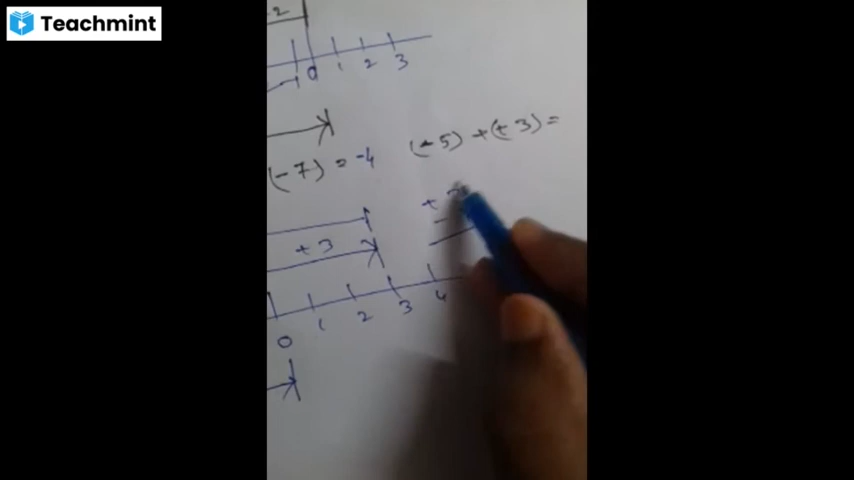 Teachmint
2
0 1 2 3
(-5) + (+3) =
(-7) = -4
+3
0 1 2 3 4